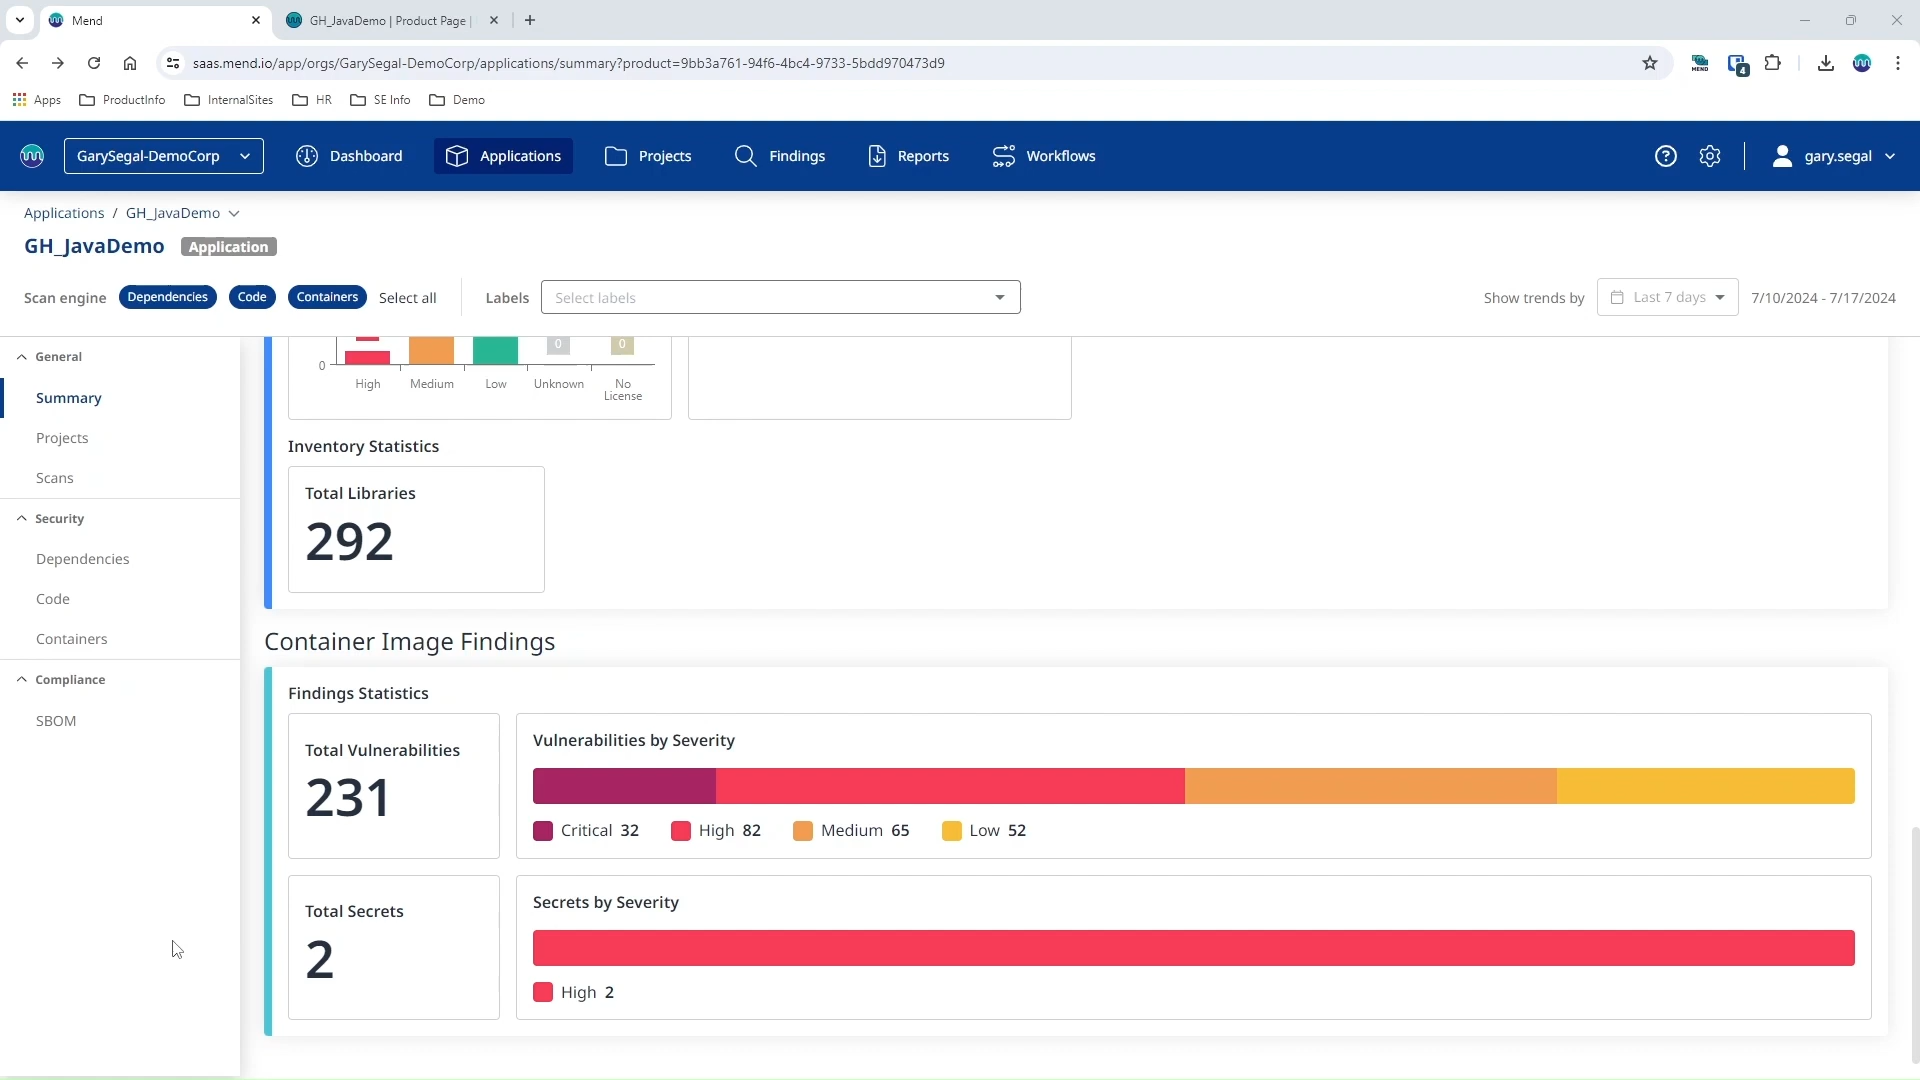 Mend
GH_JavaDemo | Product Page |
saas.mend.io/app/orgs/GarySegal-DemoCorp/applications/summary?product=9bb3a761-94f6-4bc4-9733-5bdd970473d9
MEND
4
Apps
ProductInfo
InternalSites
HR
SE Info
Demo
GarySegal-DemoCorp
Dashboard
Applications
Projects
Findings
Reports
Workflows
gary.segal
Applications / GH_JavaDemo
GH_JavaDemo Application
Scan engine
Dependencies
Code
Containers
Select all
Labels
Select labels
Show trends by
Last 7 days
7/10/2024 - 7/17/2024
General
Summary
Projects
Scans
Security
Dependencies
Code
Containers
Compliance
SBOM
0 0
0
High
Medium
Low
Unknown
No
License
Inventory Statistics
Total Libraries
292
Container Image Findings
Findings Statistics
Total Vulnerabilities
231
Vulnerabilities by Severity
Critical 32
High 82
Medium 65
Low 52
Total Secrets
2
Secrets by Severity
High 2